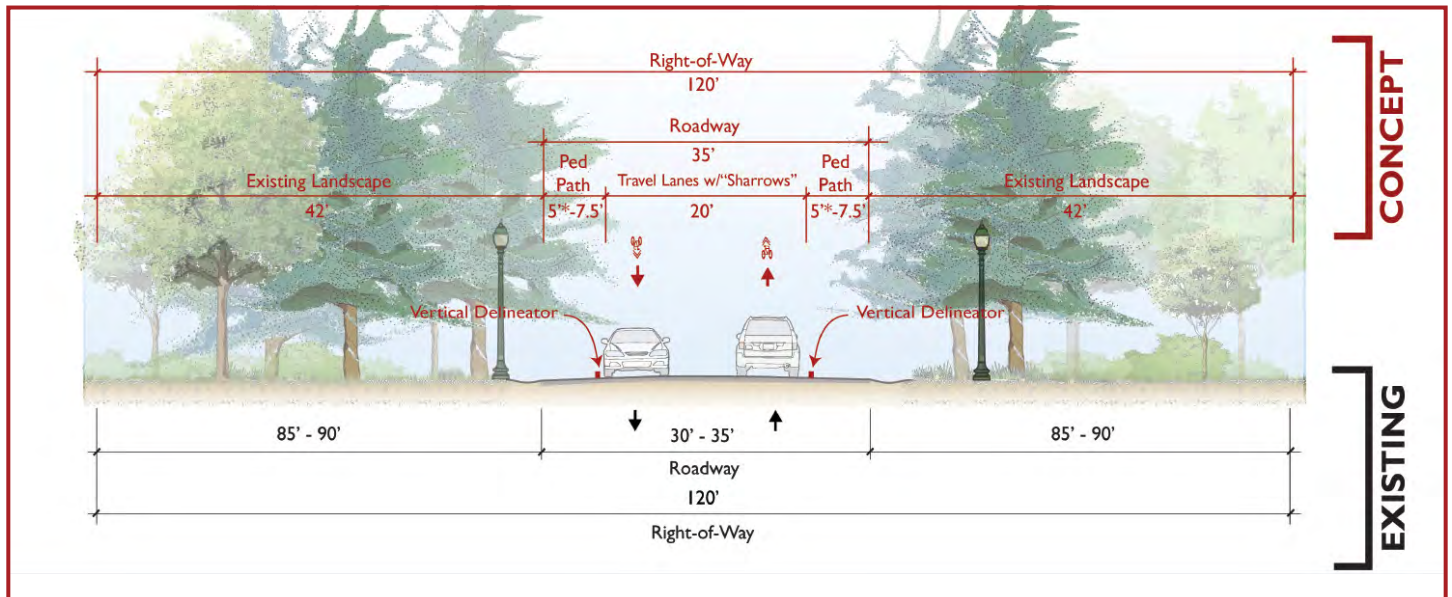 Right-of-Way
120'
Roadway
35'
Ped
Path
Ped
Path
Existing Landscape
Travel Lanes w/"Sharrows"
Existing Landscape
42'
5'*-7.5'
20'
5'*-7.5'
42'
CONCEPT
Vertical Delineator
Vertical Delineator
85' - 90'
30' - 35'
85' - 90'
Roadway
120'
Right-of-Way
EXISTING